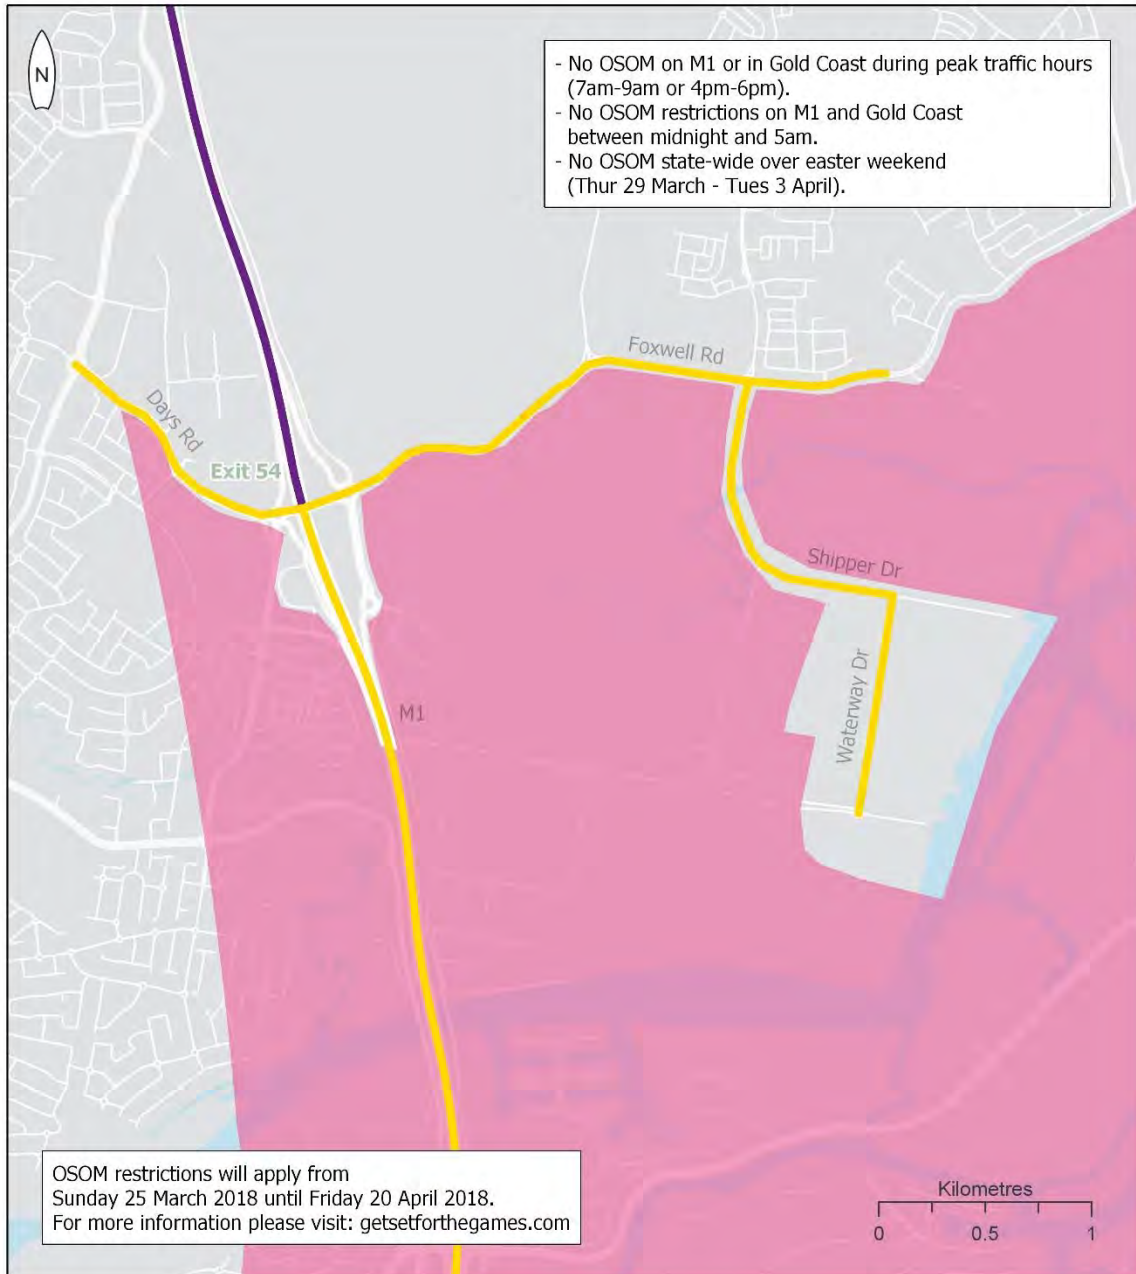 N
- No OSOM on M1 or in Gold Coast during peak traffic hours
(7am-9am or 4pm-6pm).
- No OSOM restrictions on M1 and Gold Coast
between midnight and 5am.
- No OSOM state-wide over easter weekend
(Thur 29 March - Tues 3 April).
Foxwell Rd
Days Rd
Exit 54
Shipper Dr
Waterway Dr
M1
OSOM restrictions will apply from
Sunday 25 March 2018 until Friday 20 April 2018.
For more information please visit: getsetforthegames.com
Kilometres
0 0.5 1